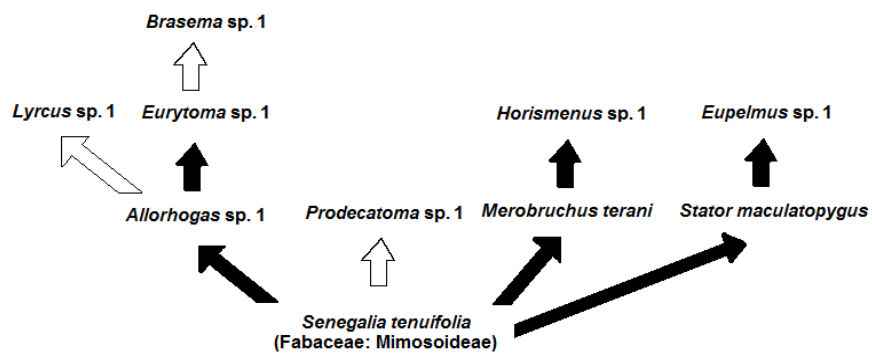 Brasema sp. 1
Lyrcus sp. 1 Eurytoma sp. 1 Horismenus sp. 1 Eupelmus sp. 1
Allorhogas sp. 1 Prodecatoma sp. 1 Merobruchus terani Stator maculatopygus
Senegalia tenuifolia
(Fabaceae: Mimosoideae)